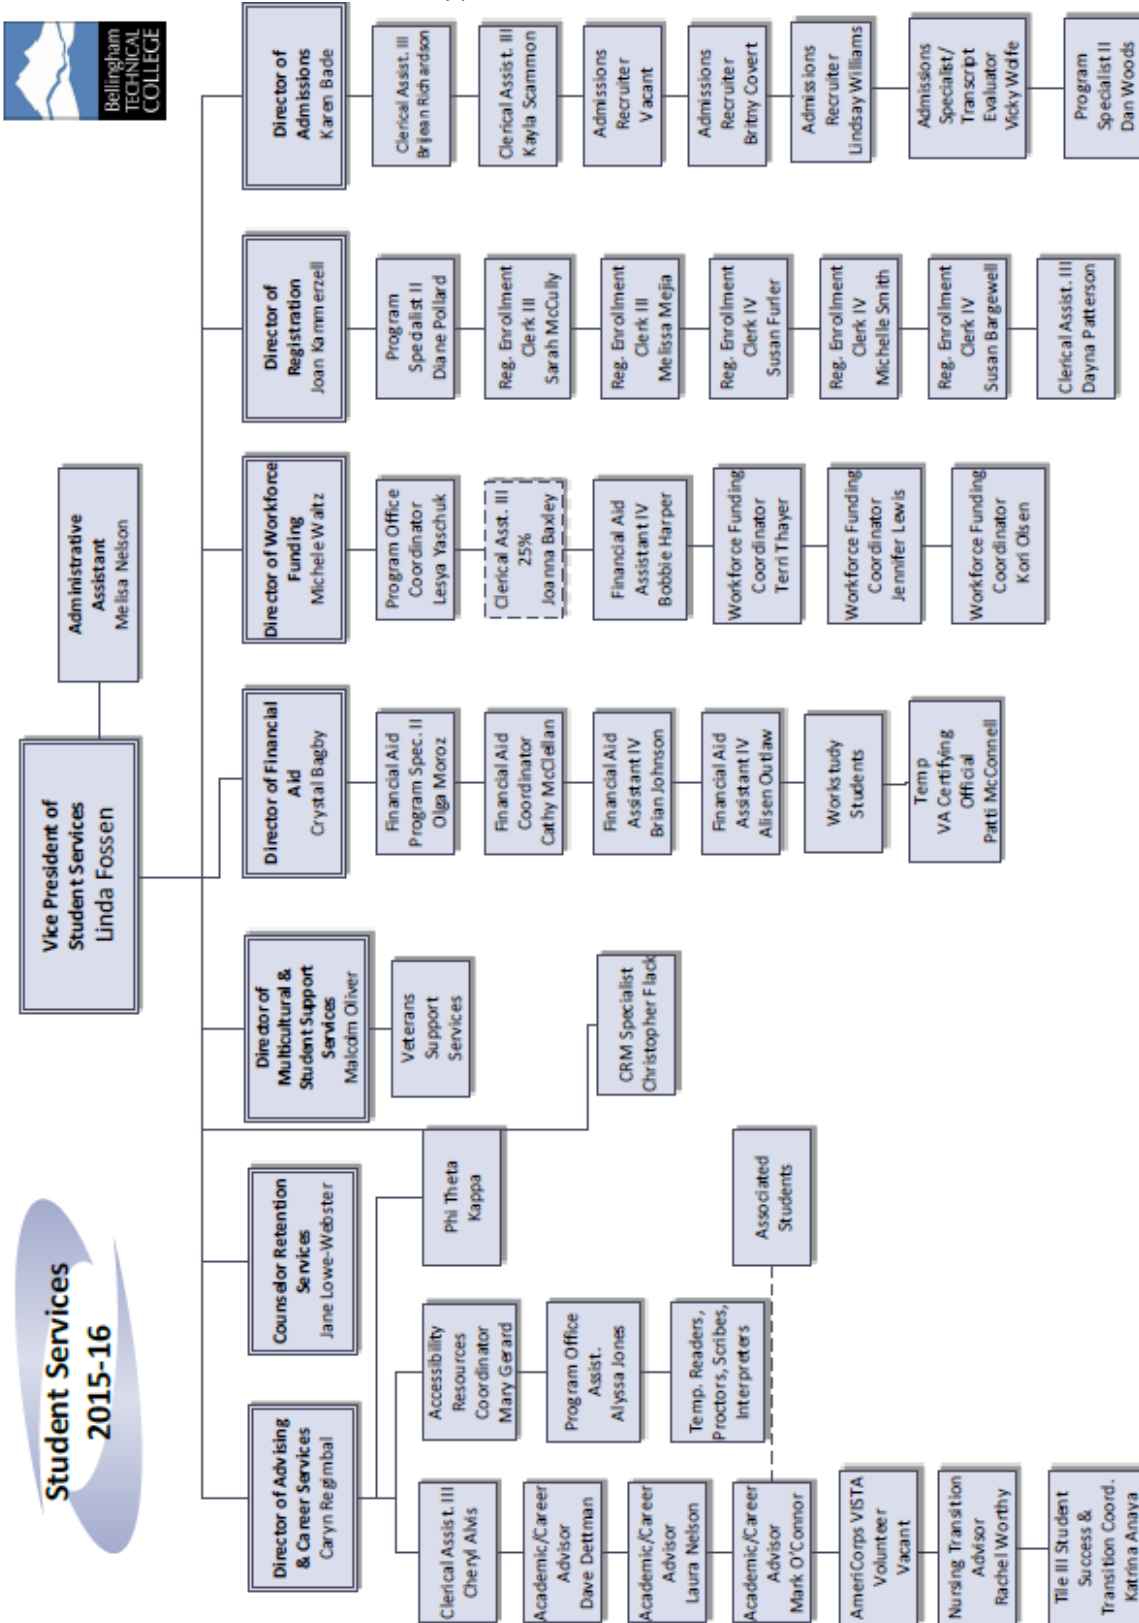 Student Services
2015-16
Bellingham
TECHNICAL
COLLEGE
Vice President of
Student Services
Linda Fossen
Administrative
Assistant
Melisa Nelson
Director of Advising
& Career Services
Caryn Regimbal
Clerical Assist. III
Cheryl Alvis
Academic/Career
Advisor
Dave Dettman
Academic/Career
Advisor
Laura Nelson
Academic/Career
Advisor
Mark O'Connor
AmeriCorps VISTA
Volunteer
Vacant
Nursing Transition
Advisor
Rachel Worthy
Tile III Student
Success &
Transition Coord.
Katrina Anaya
Accessibility
Resources
Coordinator
Mary Gerard
Program Office
Assist.
Alyssa Jones
Temp. Readers,
Proctors, Scribes,
Interpreters
Phi Theta
Kappa
Associated
Students
Counselor Retention
Services
Jane Lowe-Webster
Director of
Multicultural &
Student Support
Services
Malcolm Oliver
Veterans
Support
Services
CRM Specialist
Christopher Flack
Director of Financial
Aid
Crystal Bagby
Financial Aid
Program Spec. II
Olga Moroz
Financial Aid
Coordinator
Cathy McClellan
Financial Aid
Assistant IV
Brian Johnson
Financial Aid
Assistant IV
Alisen Outlaw
Workstudy
Students
Temp
VA Certifying
Official
Patti McConnell
Director of Workforce
Funding
Michele Waltz
Program Office
Coordinator
Lesya Yaschuk
Clerical Asst. III
25%
Joanna Baxley
Financial Aid
Assistant IV
Bobbie Harper
Workforce Funding
Coordinator
Terri Thayer
Workforce Funding
Coordinator
Jennifer Lewis
Workforce Funding
Coordinator
Kori Olsen
Director of
Registration
Joan Kammerzell
Program
Specialist II
Diane Pollard
Reg. Enrollment
Clerk III
Sarah McCully
Reg. Enrollment
Clerk III
Melissa Mejia
Reg. Enrollment
Clerk IV
Susan Furler
Reg. Enrollment
Clerk IV
Michelle Smith
Reg. Enrollment
Clerk IV
Susan Bargewell
Clerical Assist. III
Dayna Patterson
Director of
Admissions
Karen Bade
Clerical Assist. III
Brijean Richardson
Clerical Assist. III
Kayla Scammon
Admissions
Recruiter
Vacant
Admissions
Recruiter
Britny Covert
Admissions
Recruiter
Lindsay Williams
Admissions
Specialist/
Transcript
Evaluator
Vicky Wolfe
Program
Specialist II
Dan Woods